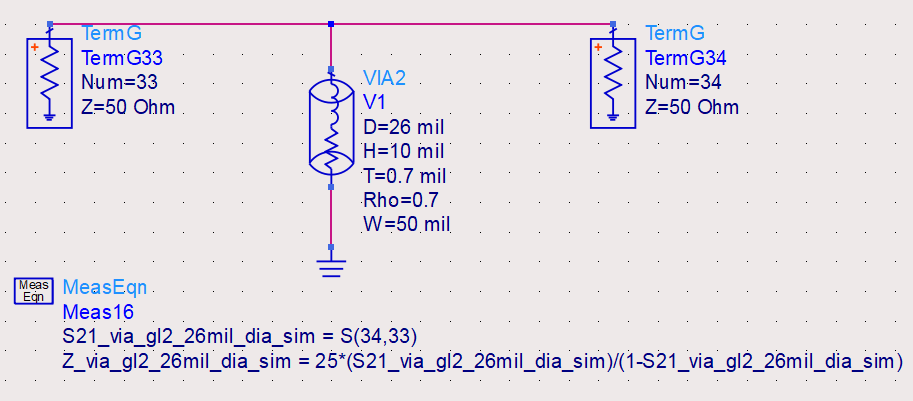 TermG
TermG33
Num=33
Z=50 Ohm
VIA2
V1
D=26 mil
H=10 mil
T=0.7 mil
Rho=0.7
W=50 mil
TermG
TermG34
Num=34
Z=50 Ohm
Meas
Eqn
MeasEqn
Meas16
S21_via_gl2_26mil_dia_sim = S(34,33)
Z_via_gl2_26mil_dia_sim = 25*(S21_via_gl2_26mil_dia_sim)/(1-S21_via_gl2_26mil_dia_sim)